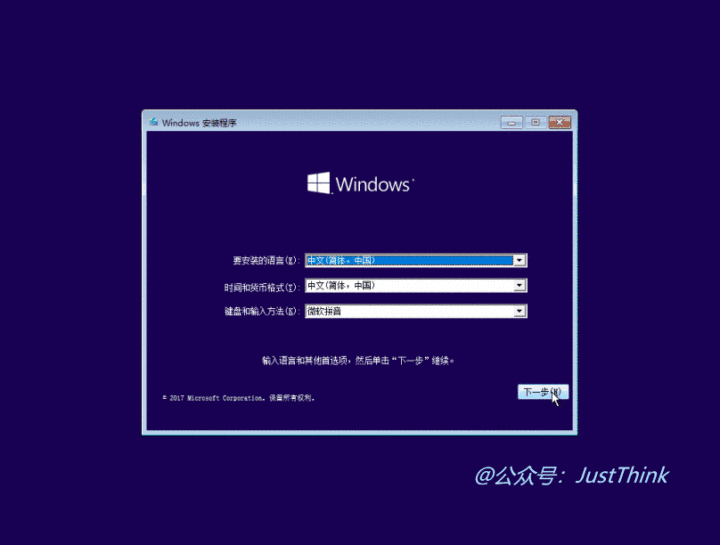 Windows 安装程序
Windows
要安装的语言(E): 中文(简体，中国)
时间和货币格式(T): 中文(简体，中国)
键盘和输入方法(K): 微软拼音
输入语言和其他首选项，然后单击“下一步”继续。
© 2017 Microsoft Corporation。保留所有权利。
下一步(N)
@公众号：JustThink